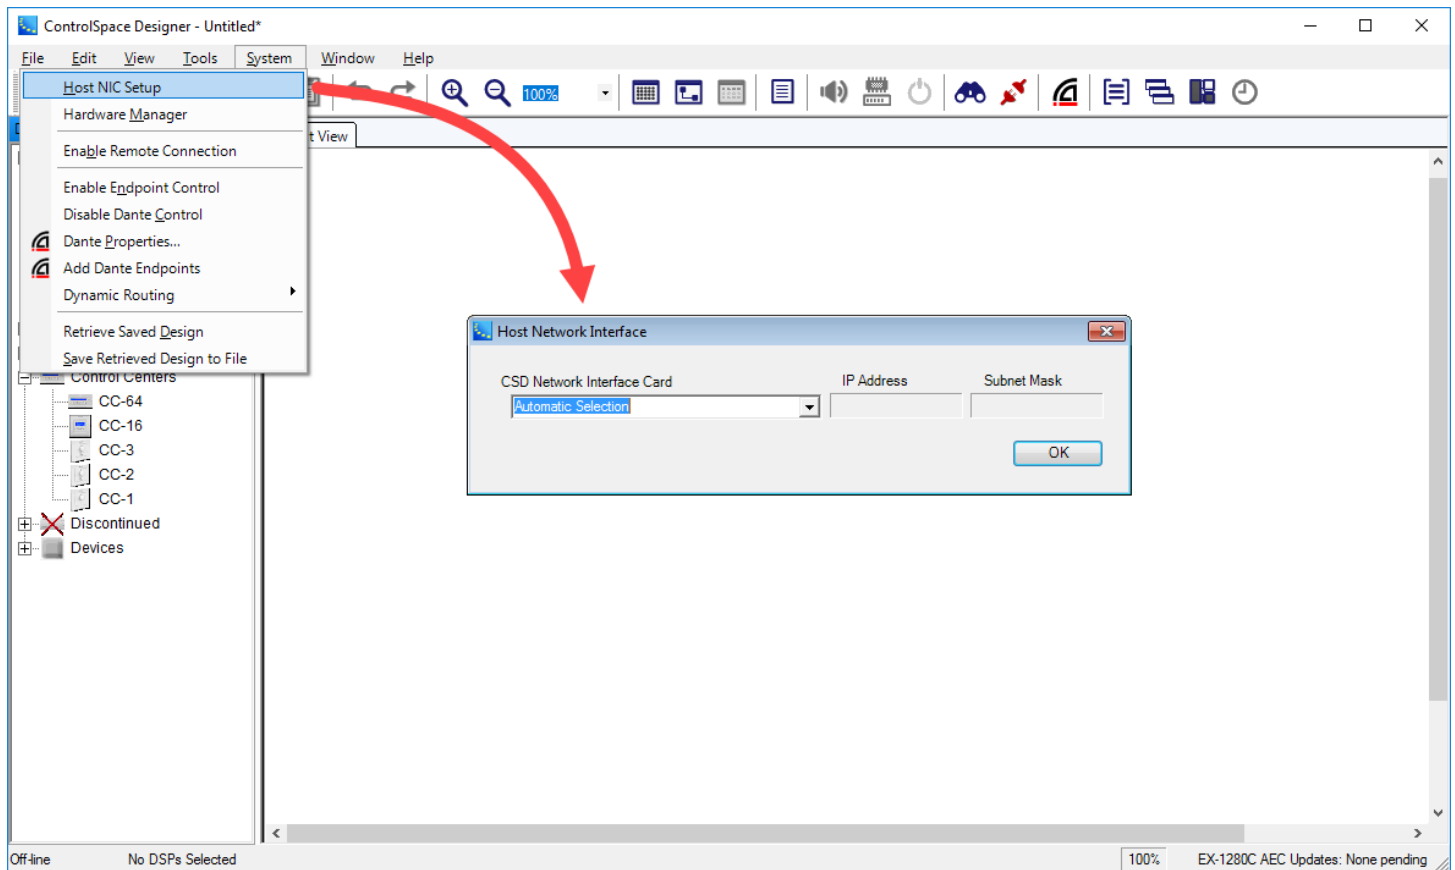 ControlSpace Designer - Untitled*
File Edit View Tools System Window Help
100%
Host NIC Setup
Hardware Manager
Enable Remote Connection
Enable Endpoint Control
Disable Dante Control
Dante Properties...
Add Dante Endpoints
Dynamic Routing
Retrieve Saved Design
Save Retrieved Design to File
t View
Control Centers
CC-64
CC-16
CC-3
CC-2
CC-1
Discontinued
Devices
Host Network Interface
CSD Network Interface Card IP Address Subnet Mask
Automatic Selection
OK
Off-line No DSPs Selected 100% EX-1280C AEC Updates: None pending